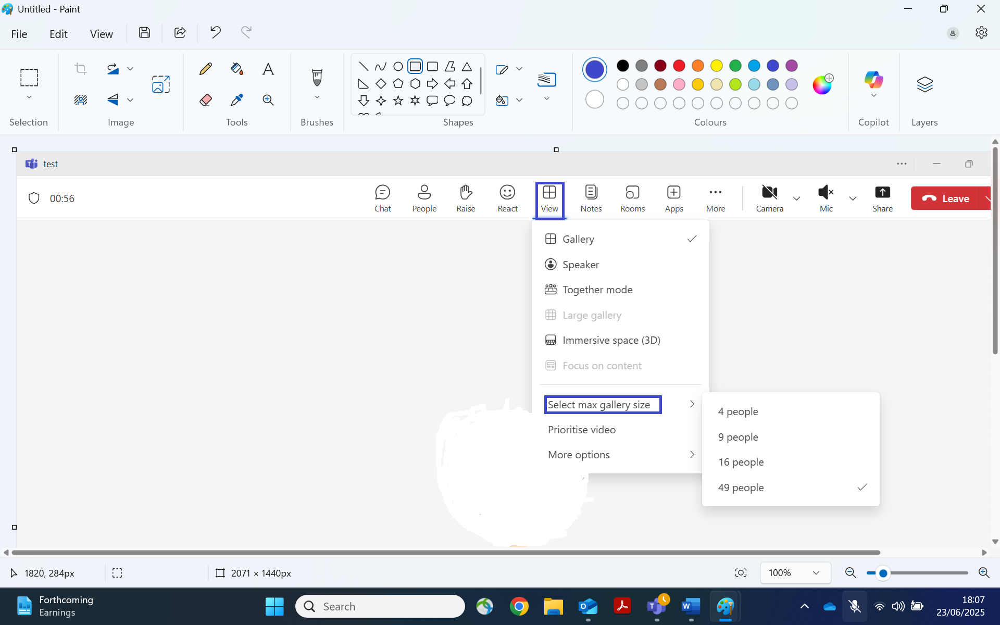 Untitled - Paint
File Edit View
Selection Image Tools Brushes Shapes Colours Copilot Layers
test
00:56
Chat People Raise React View Notes Rooms Apps More Camera Mic Share Leave
Gallery
Speaker
Together mode
Large gallery
Immersive space (3D)
Focus on content
Select max gallery size
Prioritise video
More options
4 people
9 people
16 people
49 people
1820, 284px
2071 × 1440px
100%
Forthcoming
Earnings
Search
18:07
23/06/2025